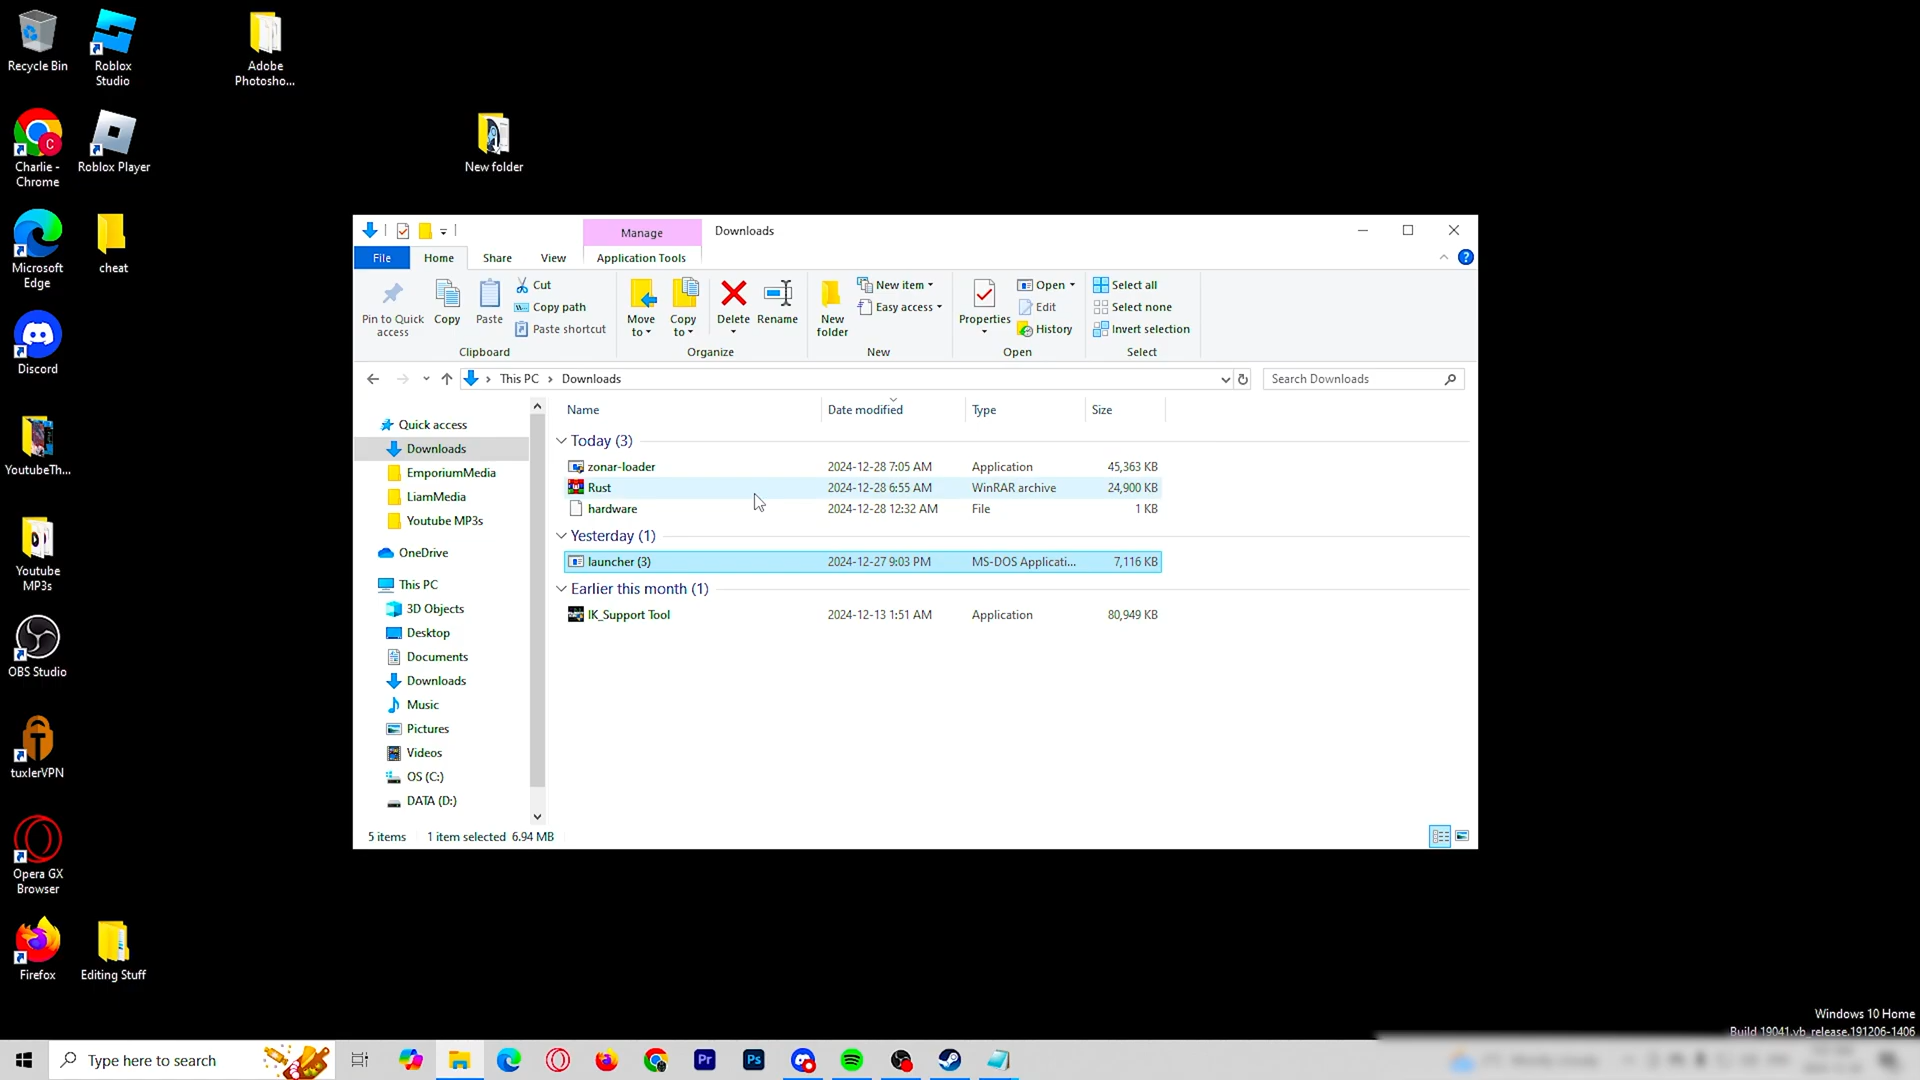 Recycle Bin
Roblox Studio
Adobe Photosho...
Charlie - Chrome
Roblox Player
New folder
Microsoft Edge
cheat
Discord
YoutubeTh...
Youtube MP3s
OBS Studio
tuxlerVPN
Opera GX Browser
Firefox
Editing Stuff
Manage
Downloads
File
Home
Share
View
Application Tools
Pin to Quick access
Copy
Paste
Cut
Copy path
Paste shortcut
Clipboard
Move to
Copy to
Delete
Rename
Organize
New folder
New item
Easy access
New
Properties
Open
Edit
History
Open
Select all
Select none
Invert selection
Select
This PC
Downloads
Search Downloads
Quick access
Downloads
EmporiumMedia
LiamMedia
Youtube MP3s
OneDrive
This PC
3D Objects
Desktop
Documents
Downloads
Music
Pictures
Videos
OS (C:)
DATA (D:)
Name Date modified Type Size
Today (3)
zonar-loader 2024-12-28 7:05 AM Application 45,363 KB
Rust 2024-12-28 6:55 AM WinRAR archive 24,900 KB
hardware 2024-12-28 12:32 AM File 1 KB
Yesterday (1)
launcher (3) 2024-12-27 9:03 PM MS-DOS Applicati... 7,116 KB
Earlier this month (1)
IK_Support Tool 2024-12-13 1:51 AM Application 80,949 KB
5 items 1 item selected 6.94 MB
Windows 10 Home
Build 19041.vb_release.191206-1406
Type here to search
Pr
Ps